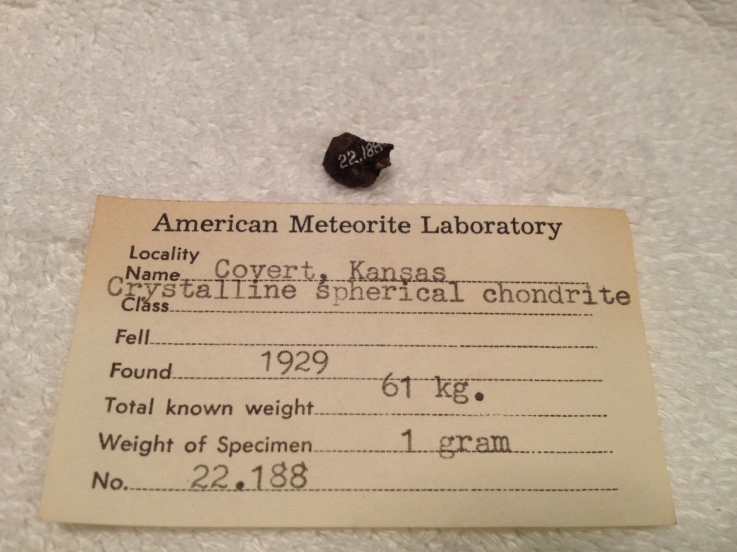 22.188
American Meteorite Laboratory
Locality
Name Covert, Kansas
Crystalline spherical chondrite
Class
Fell
Found 1929
Total known weight 61 kg.
Weight of Specimen 1 gram
No. 22.188